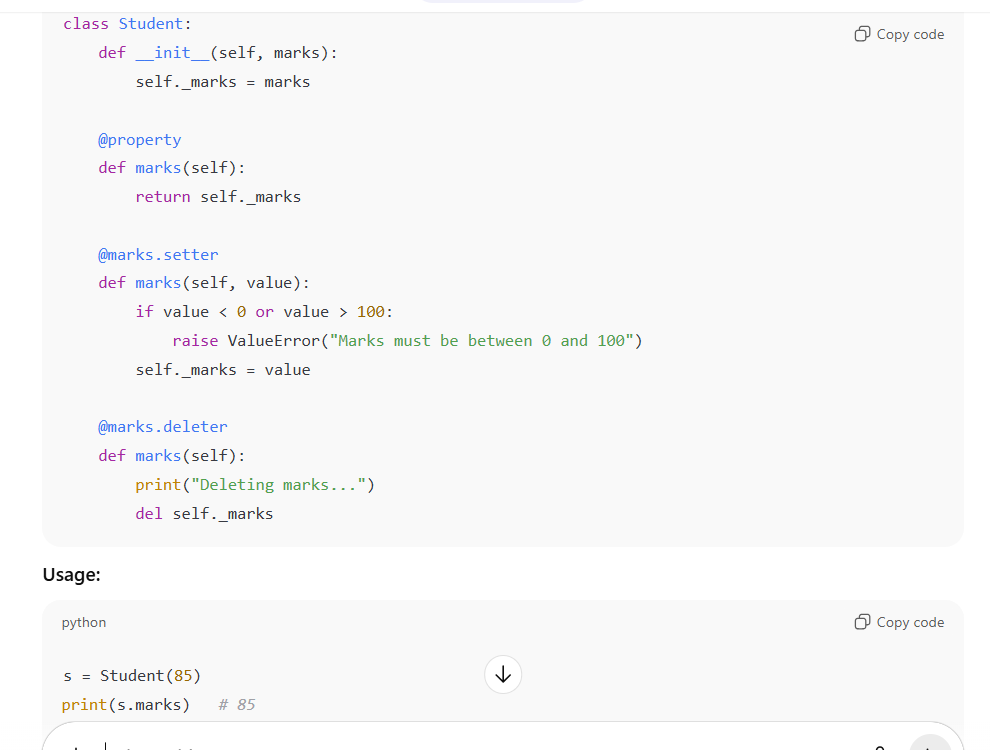 class Student:
Copy code
    def __init__(self, marks):
        self._marks = marks
    @property
    def marks(self):
        return self._marks
    @marks.setter
    def marks(self, value):
        if value < 0 or value > 100:
            raise ValueError("Marks must be between 0 and 100")
        self._marks = value
    @marks.deleter
    def marks(self):
        print("Deleting marks...")
        del self._marks
Usage:
python
Copy code
s = Student(85)
print(s.marks)   # 85